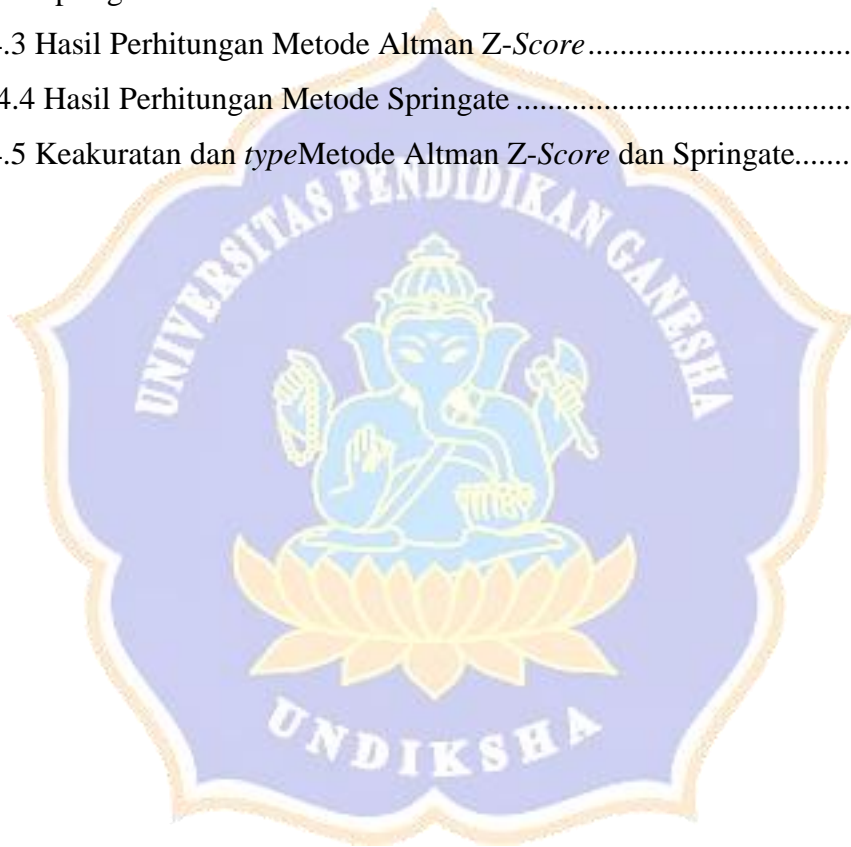 .3 Hasil Perhitungan Metode Altman Z-Score...................................
4.4 Hasil Perhitungan Metode Springate ............................................
.5 Keakuratan dan typeMetode Altman Z-Score dan Springate.......
UNIVERSITAS PENDIDIKAN GANESHA
UNDIKSHA